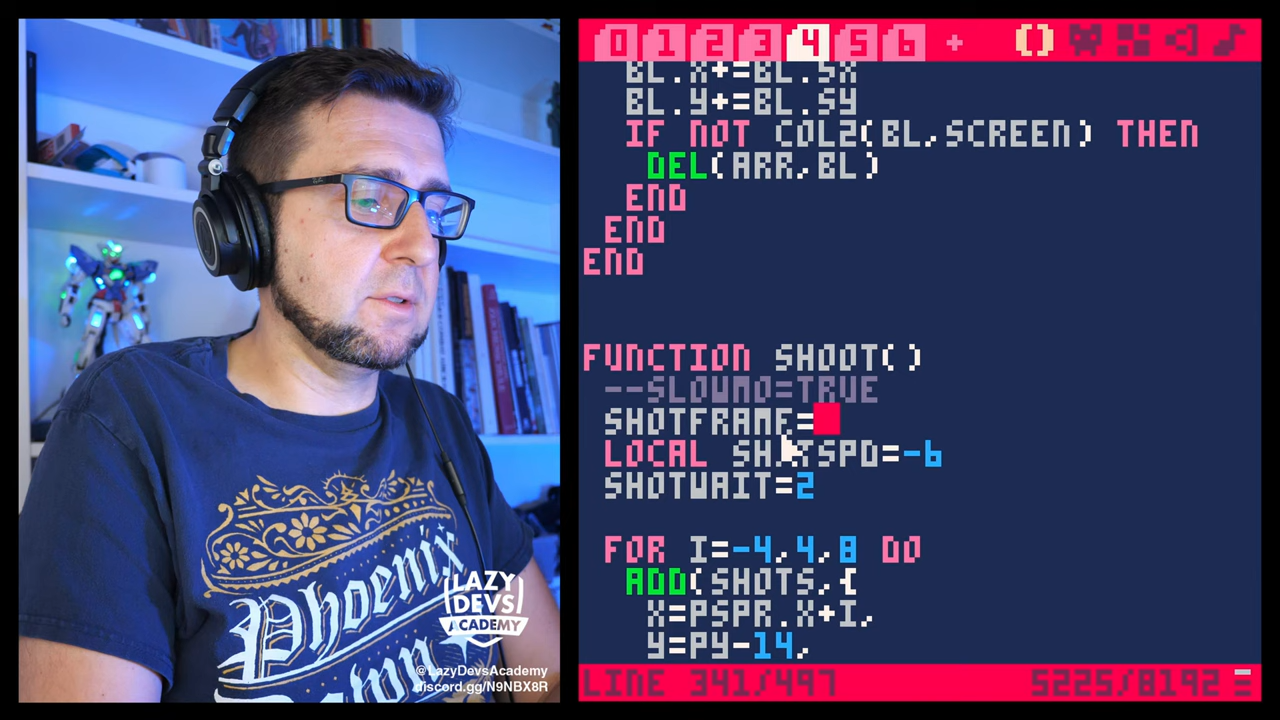 0 1 2 3 4 5 6 +
BL.X+=BL.SX
BL.Y+=BL.SY
IF NOT COL2(BL,SCREEN) THEN
DEL(ARR,BL)
END
END
END
FUNCTION SHOOT()
--SLOWMO=TRUE
SHOTFRAME=
LOCAL SHOTSPD=-6
SHOTWAIT=2
FOR I=-4,4,8 DO
ADD(SHOTS,{
X=PSPR.X+I,
Y=PY-14,
LINE 341/497
5225/8192
Phoenix
Down
LAZY
DEVS
ACADEMY
@LazyDevsAcademy
discord.gg/N9NBX8R